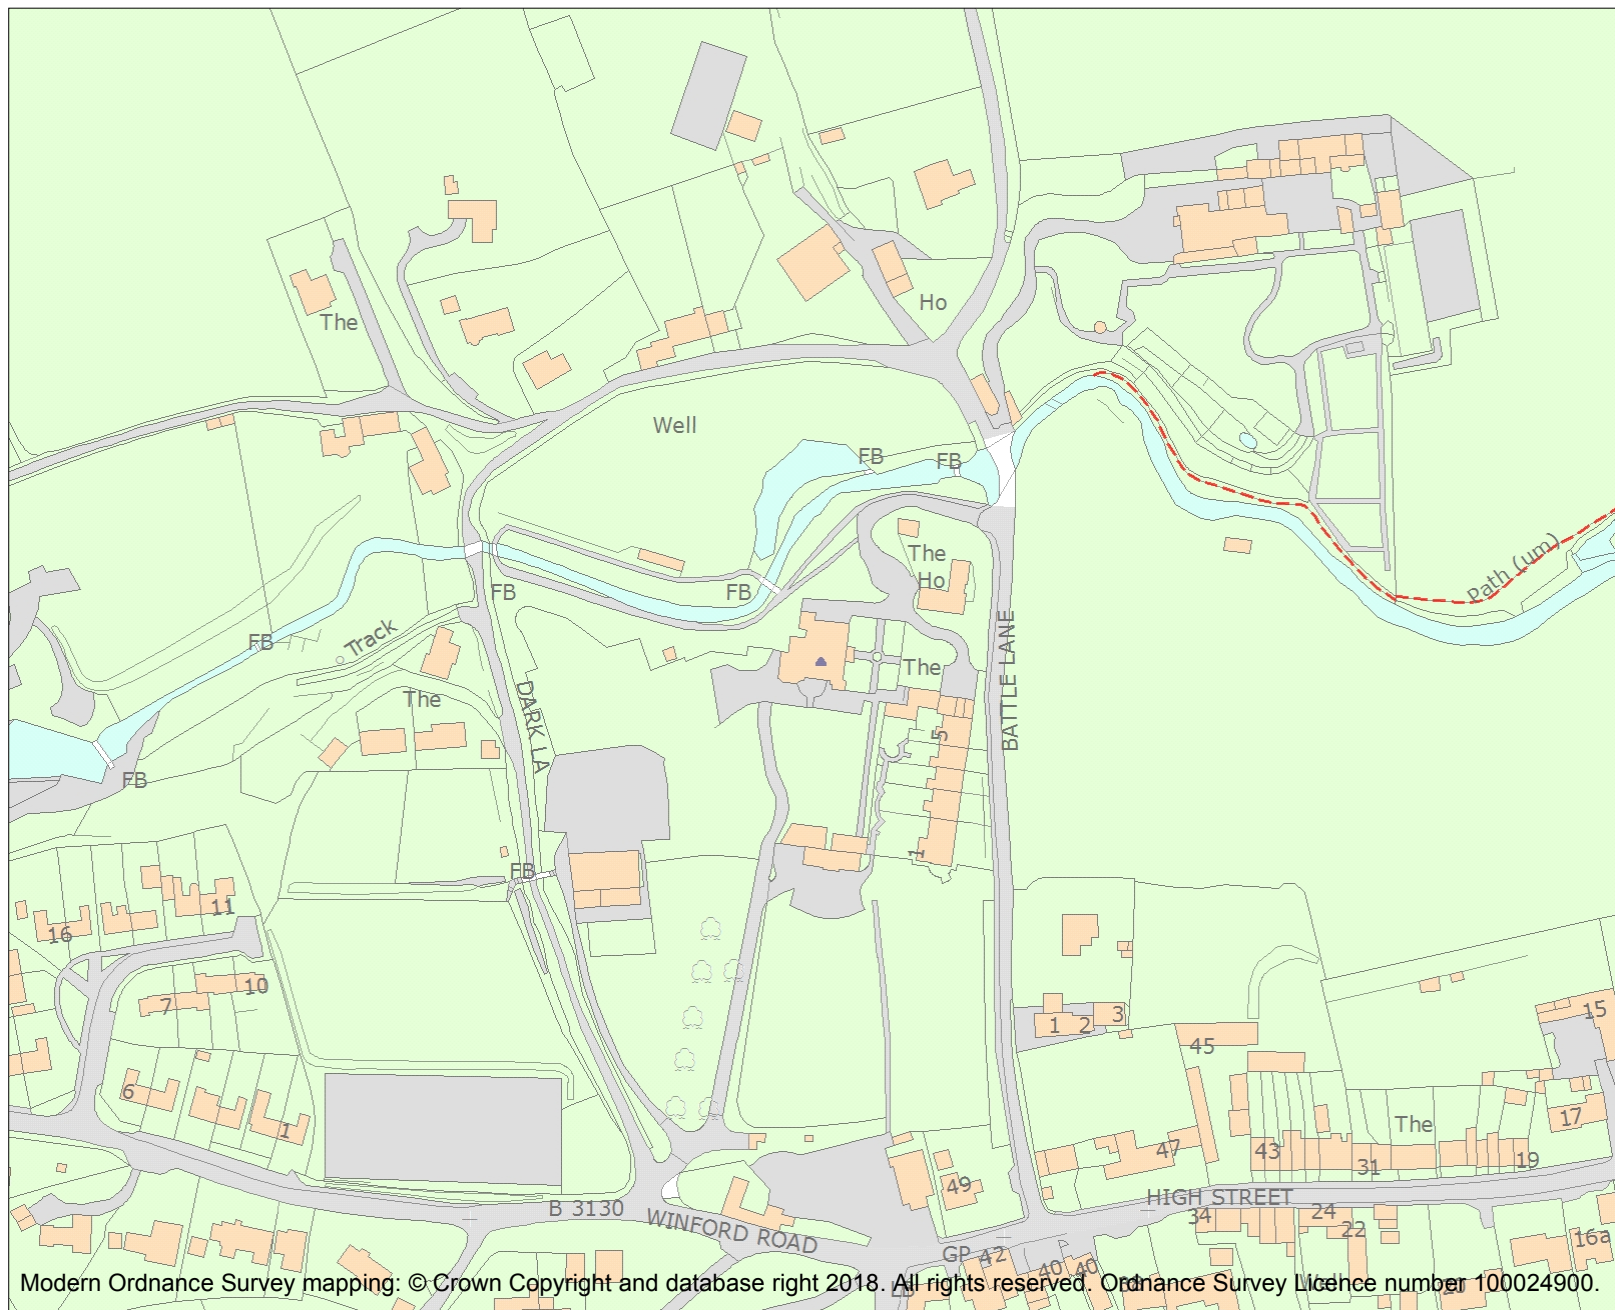 The
Ho
Well
FB
FB
The
Ho
FB
FB
Path (um)
FB
Track
The
The
BATTLE LANE
DARK LA
5
FB
FB
1
11
16
10
7
1
2
3
15
45
6
1
The
17
43
47
31
19
49
HIGH STREET
B 3130
WINFORD ROAD
34
24
22
16a
GP
42
40
40
38
20
Modern Ordnance Survey mapping: © Crown Copyright and database right 2018. All rights reserved. Ordnance Survey Licence number 100024900.